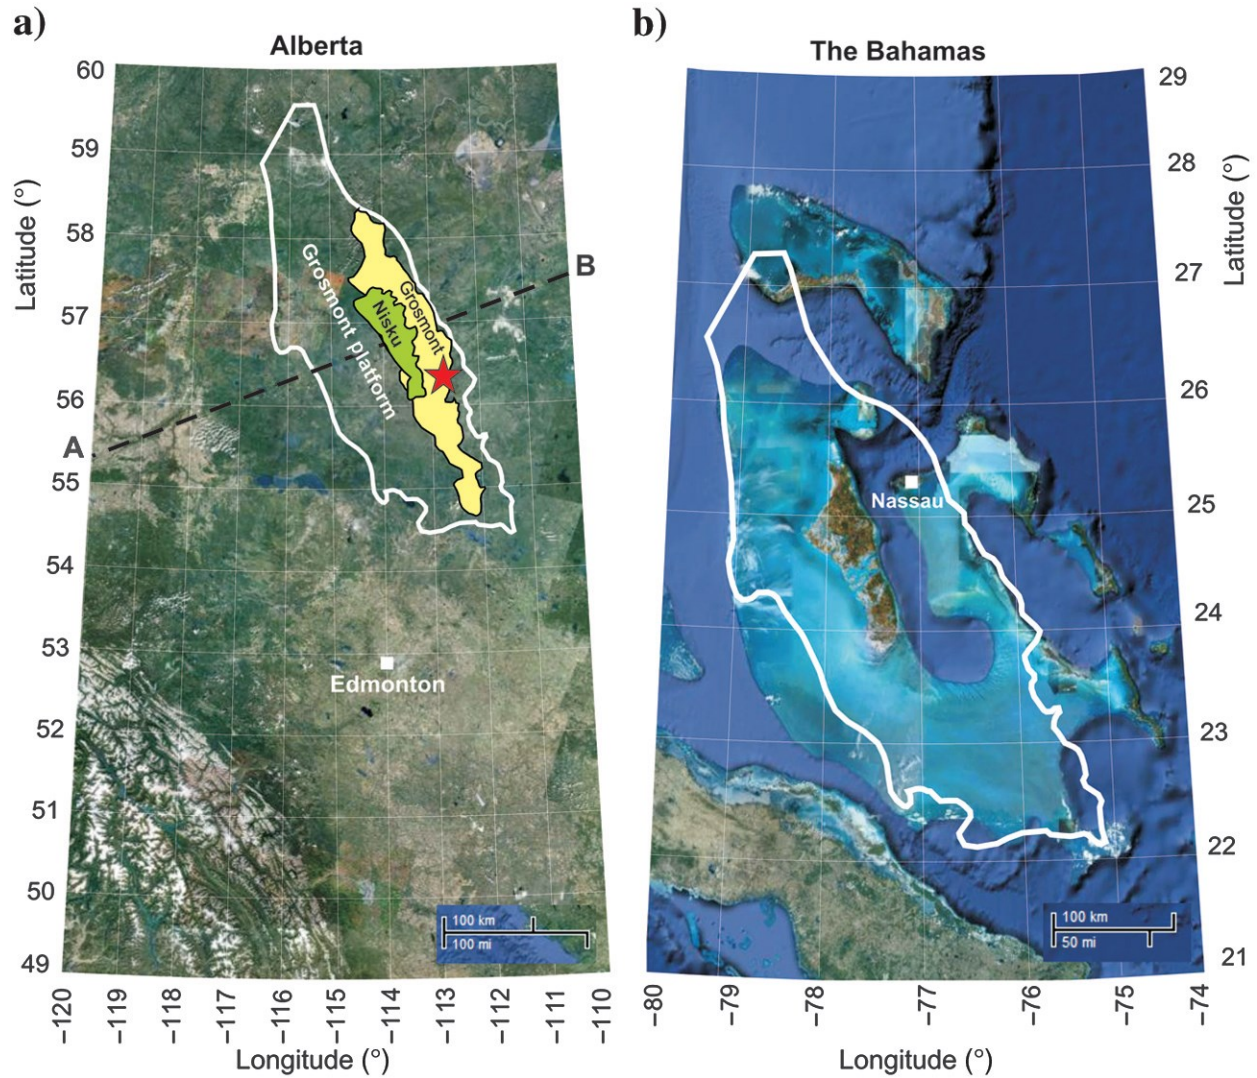 a)
Alberta
60
59
58
57
56
55
54
53
52
51
50
49
Latitude (°)
A
B
Grosmont platform
Grosmont
Nisku
Edmonton
100 km
100 mi
−120
−119
−118
−117
−116
−115
−114
−113
−112
−111
−110
Longitude (°)
b)
The Bahamas
29
28
27
26
25
24
23
22
21
Latitude (°)
Nassau
100 km
50 mi
−80
−79
−78
−77
−76
−75
−74
Longitude (°)